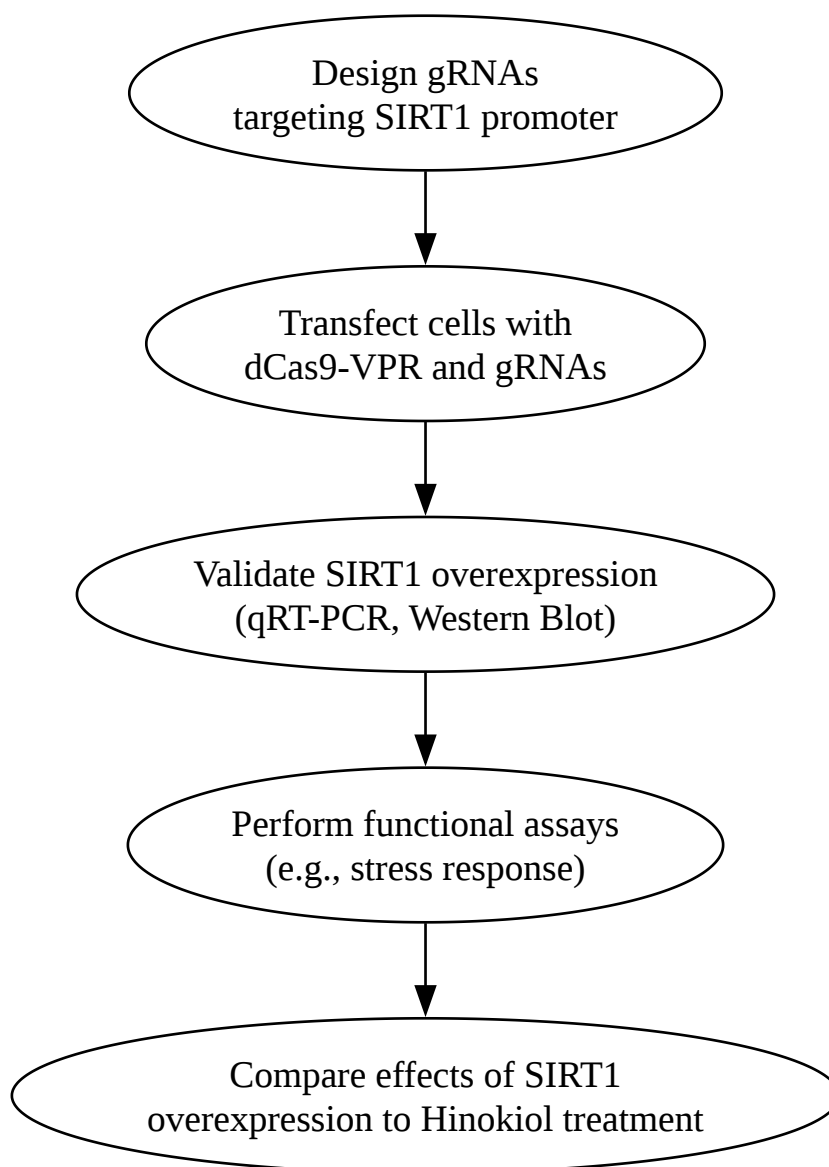 Design gRNAs
targeting SIRT1 promoter
Transfect cells with
dCas9-VPR and gRNAs
Validate SIRT1 overexpression
(qRT-PCR, Western Blot)
Perform functional assays
(e.g., stress response)
Compare effects of SIRT1
overexpression to Hinokiol treatment